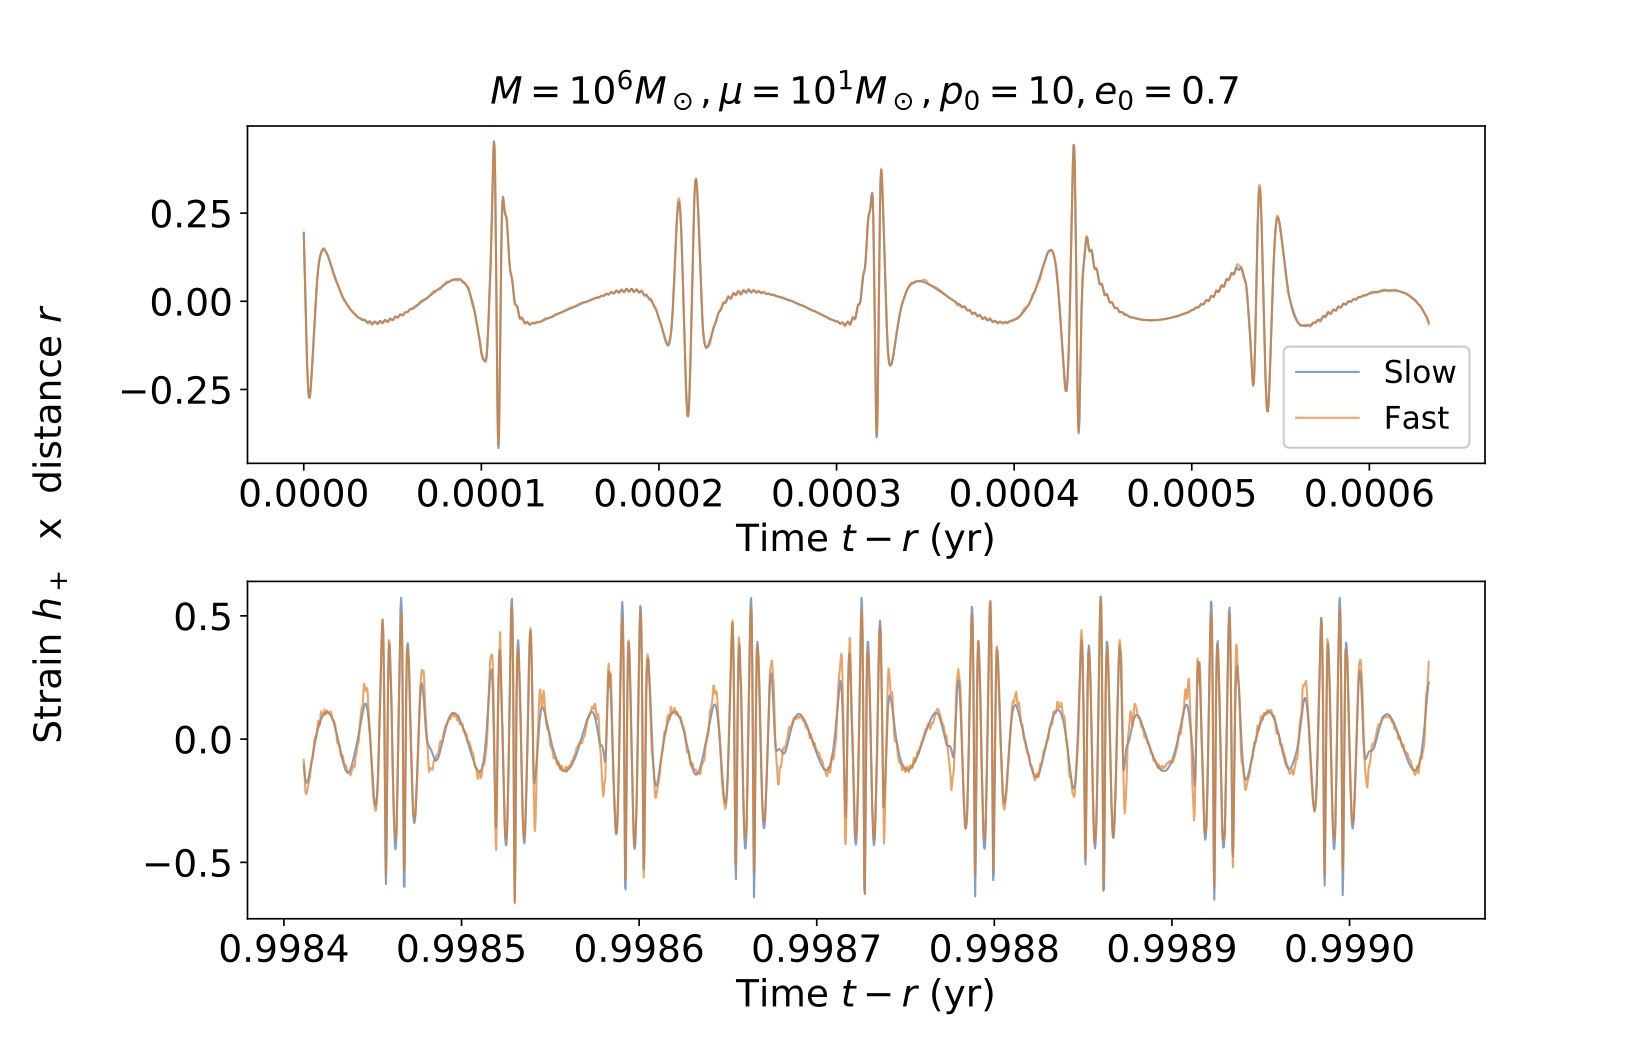 M = 10⁶M⊙, μ = 10¹M⊙, p₀ = 10, e₀ = 0.7
Strain h₊ x distance r
0.25
0.00
−0.25
Slow
Fast
0.0000 0.0001 0.0002 0.0003 0.0004 0.0005 0.0006
Time t − r (yr)
0.5
0.0
−0.5
0.9984 0.9985 0.9986 0.9987 0.9988 0.9989 0.9990
Time t − r (yr)